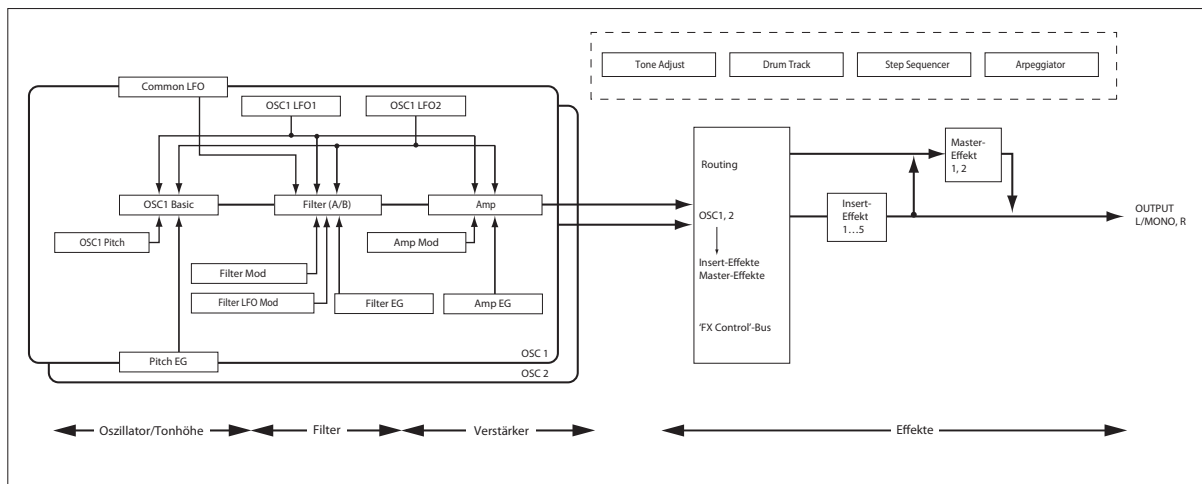 Tone Adjust
Drum Track
Step Sequencer
Arpeggiator
Common LFO
OSC1 LFO1
OSC1 LFO2
OSC1 Basic
Filter (A/B)
Amp
OSC1 Pitch
Amp Mod
Filter Mod
Filter LFO Mod
Filter EG
Amp EG
Pitch EG
OSC 1
OSC 2
Routing
OSC1, 2
Insert-Effekte
Master-Effekte
'FX Control'-Bus
Insert-
Effekt
1...5
Master-
Effekt
1, 2
OUTPUT
L/MONO, R
Oszillator/Tonhöhe
Filter
Verstärker
Effekte